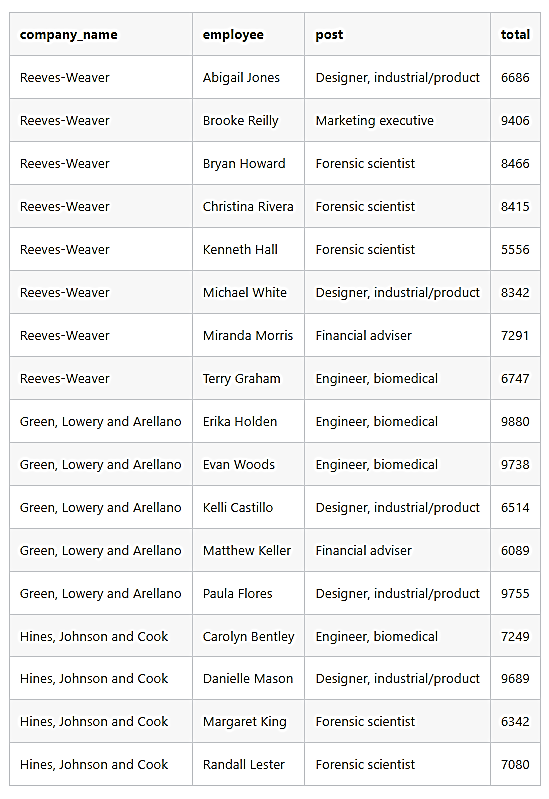 company_name employee post total
Reeves-Weaver Abigail Jones Designer, industrial/product 6686
Reeves-Weaver Brooke Reilly Marketing executive 9406
Reeves-Weaver Bryan Howard Forensic scientist 8466
Reeves-Weaver Christina Rivera Forensic scientist 8415
Reeves-Weaver Kenneth Hall Forensic scientist 5556
Reeves-Weaver Michael White Designer, industrial/product 8342
Reeves-Weaver Miranda Morris Financial adviser 7291
Reeves-Weaver Terry Graham Engineer, biomedical 6747
Green, Lowery and Arellano Erika Holden Engineer, biomedical 9880
Green, Lowery and Arellano Evan Woods Engineer, biomedical 9738
Green, Lowery and Arellano Kelli Castillo Designer, industrial/product 6514
Green, Lowery and Arellano Matthew Keller Financial adviser 6089
Green, Lowery and Arellano Paula Flores Designer, industrial/product 9755
Hines, Johnson and Cook Carolyn Bentley Engineer, biomedical 7249
Hines, Johnson and Cook Danielle Mason Designer, industrial/product 9689
Hines, Johnson and Cook Margaret King Forensic scientist 6342
Hines, Johnson and Cook Randall Lester Forensic scientist 7080